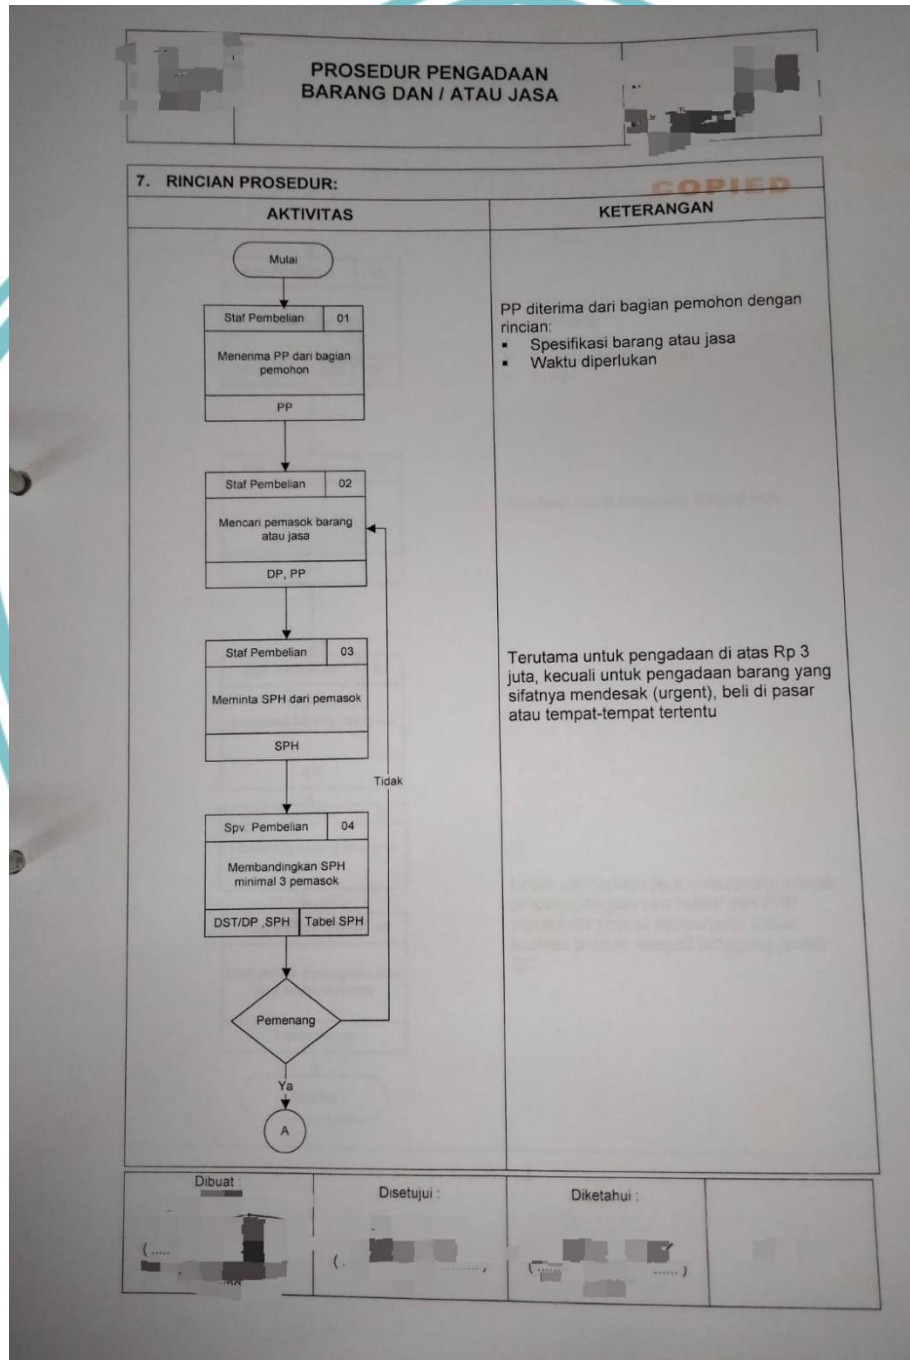 PROSEDUR PENGADAAN
BARANG DAN / ATAU JASA
7. RINCIAN PROSEDUR:
COPIED
AKTIVITAS
KETERANGAN
Mulai
Staf Pembelian 01
Menerima PP dari bagian
pemohon
PP
PP diterima dari bagian pemohon dengan
rincian:
▪ Spesifikasi barang atau jasa
▪ Waktu diperlukan
Staf Pembelian 02
Mencari pemasok barang
atau jasa
DP, PP
Staf Pembelian 03
Meminta SPH dari pemasok
SPH
Terutama untuk pengadaan di atas Rp 3
juta, kecuali untuk pengadaan barang yang
sifatnya mendesak (urgent), beli di pasar
atau tempat-tempat tertentu
Tidak
Spv. Pembelian 04
Membandingkan SPH
minimal 3 pemasok
DST/DP ,SPH Tabel SPH
Pemenang
Ya
A
Dibuat :
Disetujui :
Diketahui :